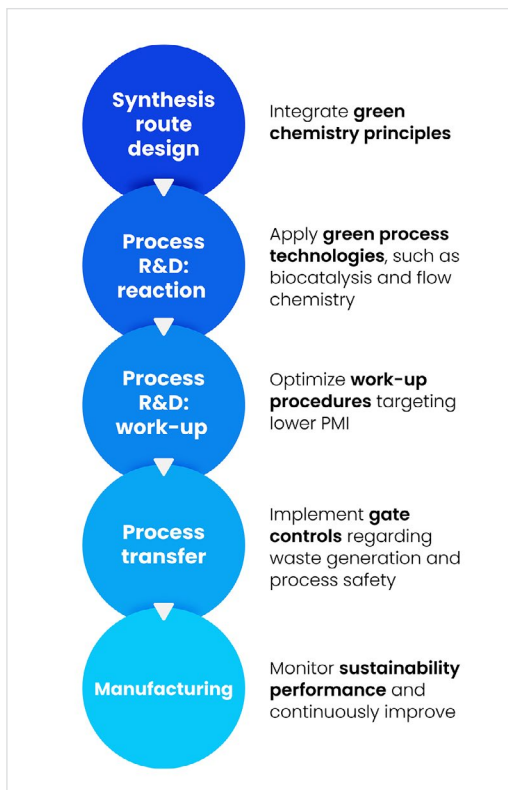 Synthesis
route
design
Integrate green
chemistry principles
Process
R&D:
reaction
Apply green process
technologies, such as
biocatalysis and flow
chemistry
Process
R&D:
work-up
Optimize work-up
procedures targeting
lower PMI
Process
transfer
Implement gate
controls regarding
waste generation and
process safety
Manufacturing
Monitor sustainability
performance and
continuously improve